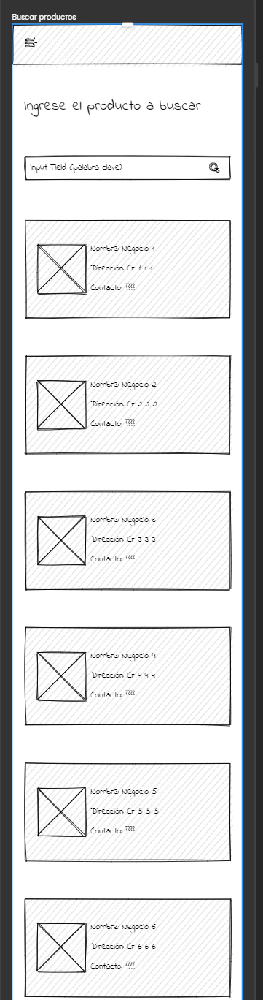 Buscar productos
Ingrese el producto a buscar
Input Field (palabra clave)
Nombre: Negocio 1
Dirección: Cr 1 1 1
Contacto: ????
Nombre: Negocio 2
Dirección: Cr 2 2 2
Contacto: ????
Nombre: Negocio 3
Dirección: Cr 3 3 3
Contacto: ????
Nombre: Negocio 4
Dirección: Cr 4 4 4
Contacto: ????
Nombre: Negocio 5
Dirección: Cr 5 5 5
Contacto: ????
Nombre: Negocio 6
Dirección: Cr 6 6 6
Contacto: ????